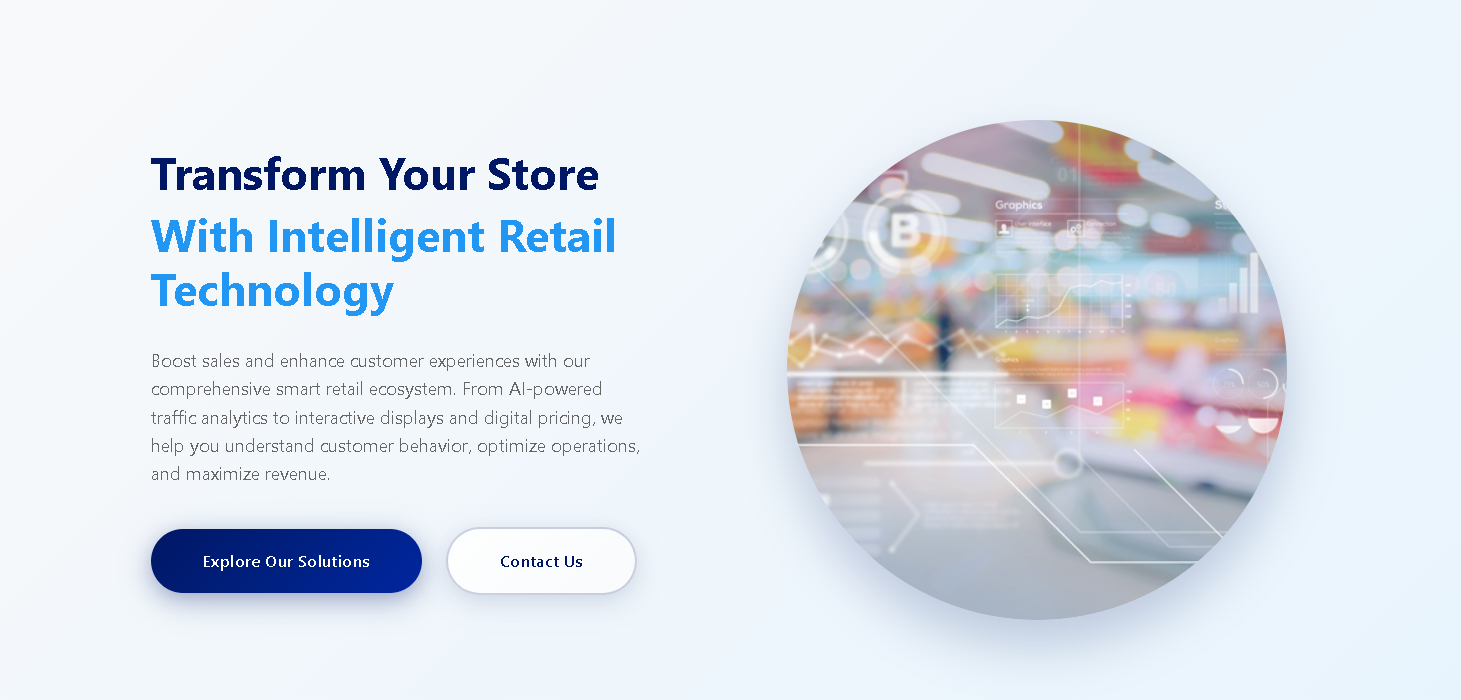 Transform Your Store
With Intelligent Retail
Technology
Boost sales and enhance customer experiences with our
comprehensive smart retail ecosystem. From AI-powered
traffic analytics to interactive displays and digital pricing, we
help you understand customer behavior, optimize operations,
and maximize revenue.
Explore Our Solutions
Contact Us
01
Graphics
B
Graphics